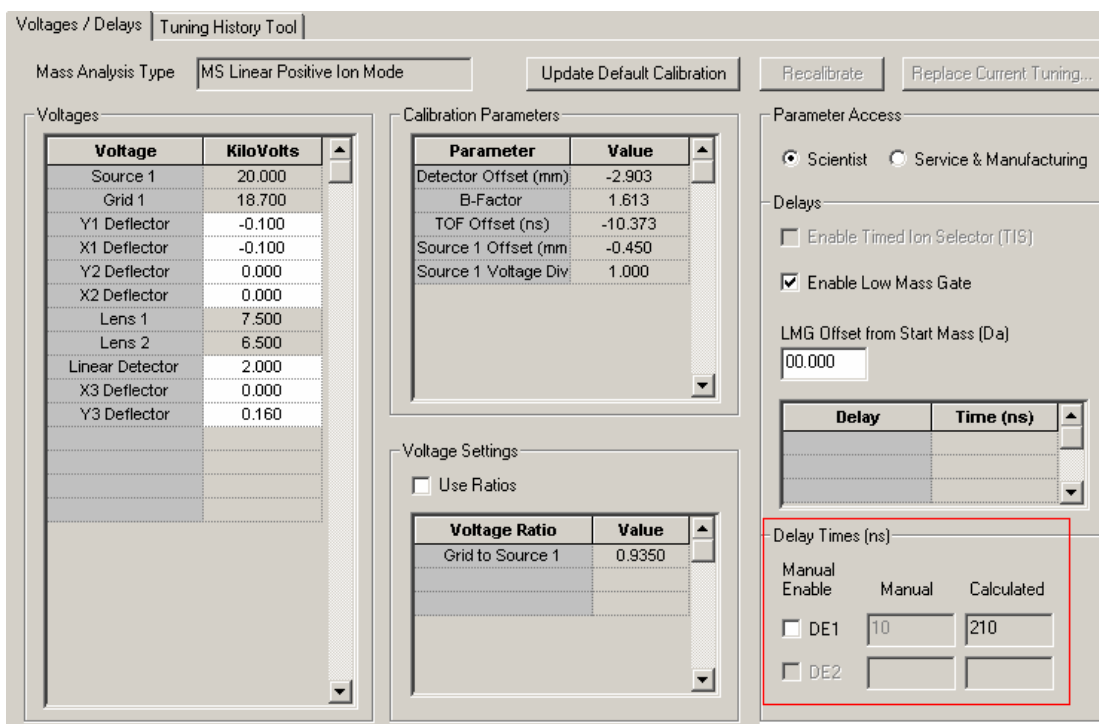 Voltages / Delays
Tuning History Tool
Mass Analysis Type
MS Linear Positive Ion Mode
Update Default Calibration
Recalibrate
Replace Current Tuning...
Voltages
Voltage KiloVolts
Source 1 20.000
Grid 1 18.700
Y1 Deflector -0.100
X1 Deflector -0.100
Y2 Deflector 0.000
X2 Deflector 0.000
Lens 1 7.500
Lens 2 6.500
Linear Detector 2.000
X3 Deflector 0.000
Y3 Deflector 0.160
Calibration Parameters
Parameter Value
Detector Offset (mm) -2.903
B-Factor 1.613
TOF Offset (ns) -10.373
Source 1 Offset (mm -0.450
Source 1 Voltage Div 1.000
Voltage Settings
Use Ratios
Voltage Ratio Value
Grid to Source 1 0.9350
Parameter Access
Scientist Service & Manufacturing
Delays
Enable Timed Ion Selector (TIS)
Enable Low Mass Gate
LMG Offset from Start Mass (Da)
00.000
Delay Time (ns)
Delay Times (ns)
Manual
Enable Manual Calculated
DE1 10 210
DE2